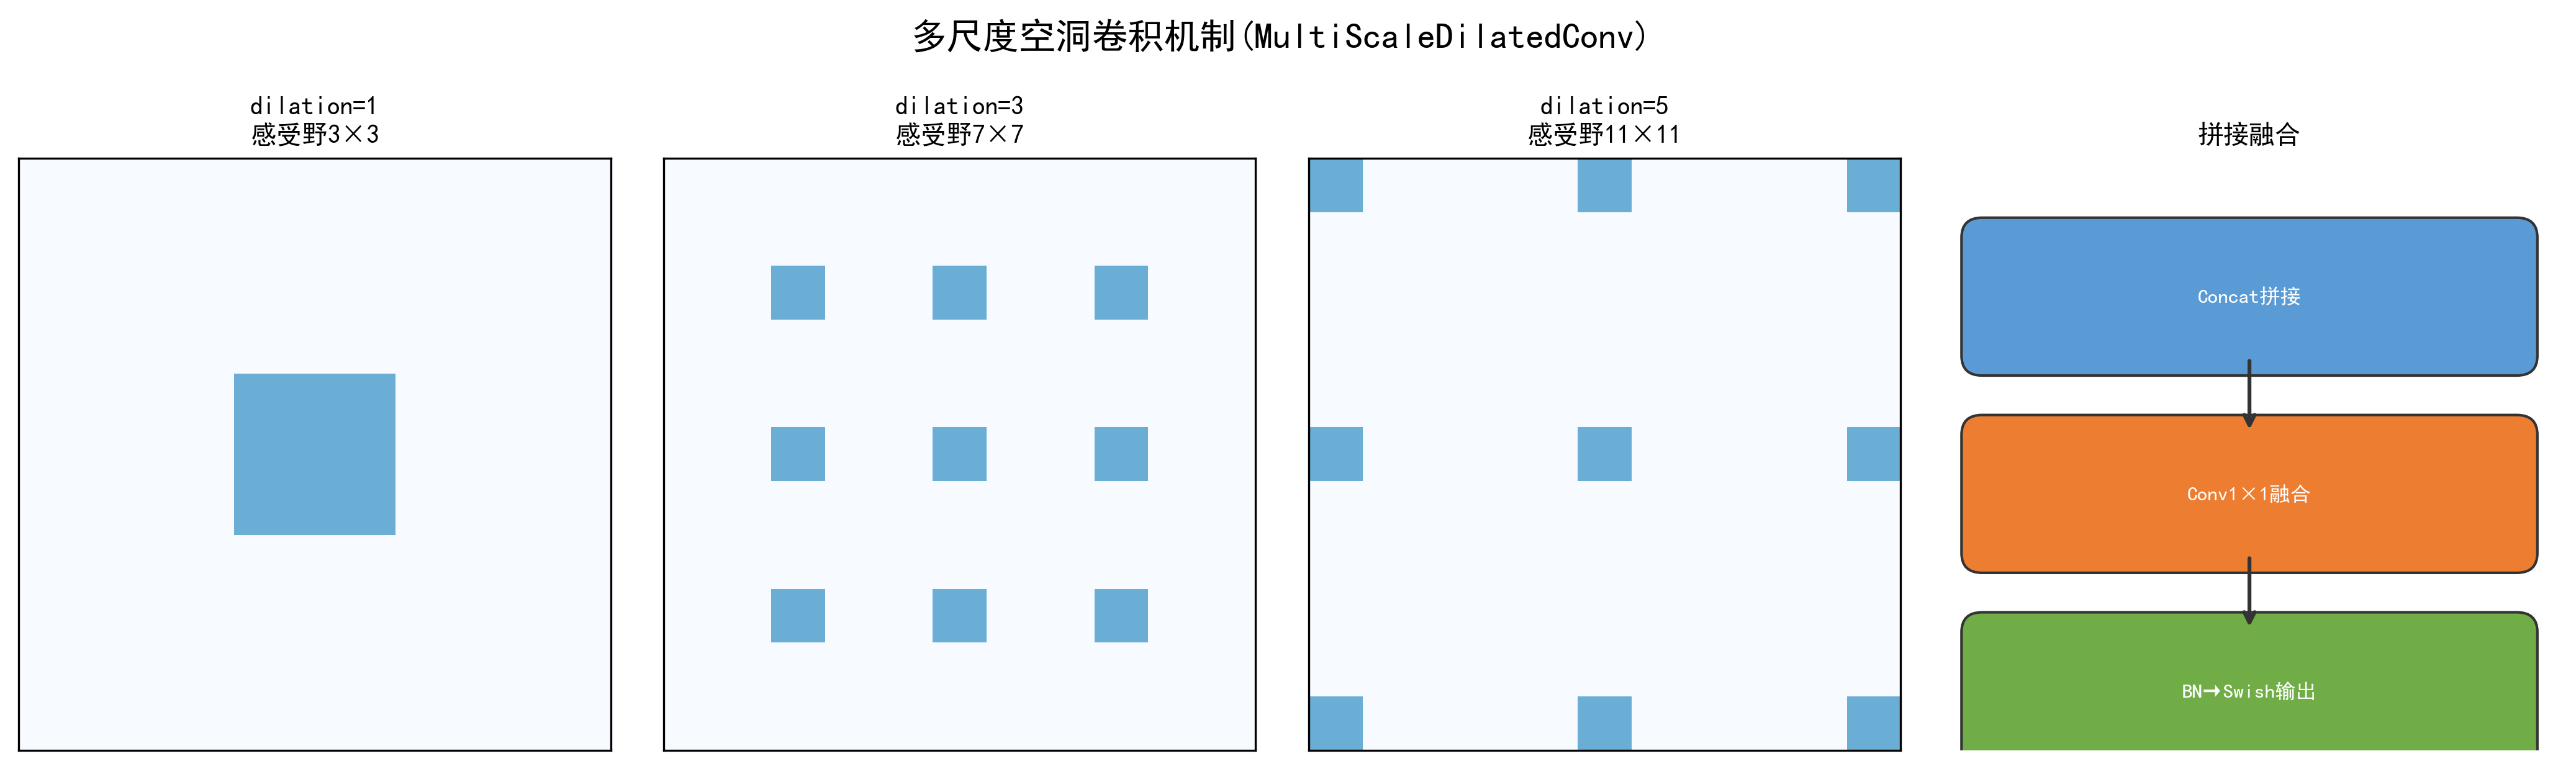 多尺度空洞卷积机制(MultiScaleDilatedConv)
dilation=1
感受野3×3
dilation=3
感受野7×7
dilation=5
感受野11×11
拼接融合
Concat拼接
Conv1×1融合
BN→Swish输出